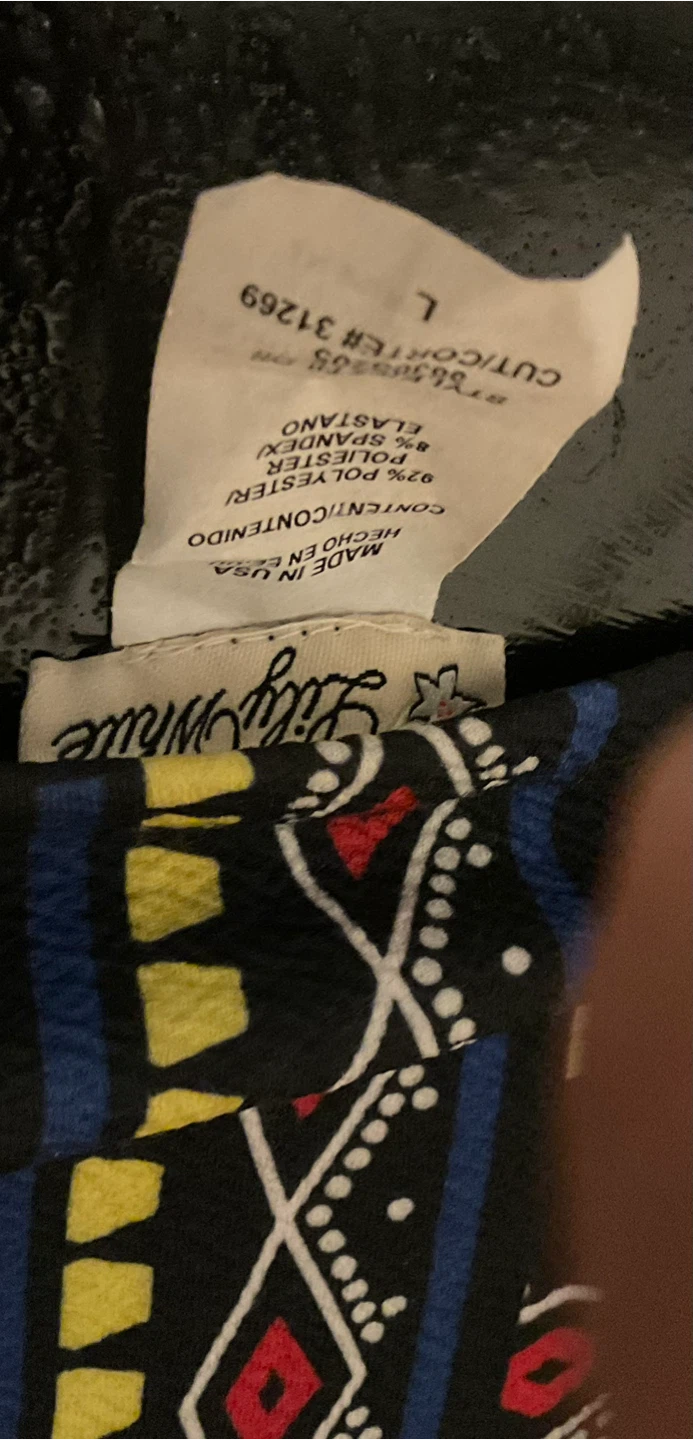 Lily White
MADE IN USA
HECHO EN
CONTENT/CONTENIDO
92% POLYESTER/
POLIESTER
8% SPANDEX/
ELASTANO
CUT/CORTE# 31269
L